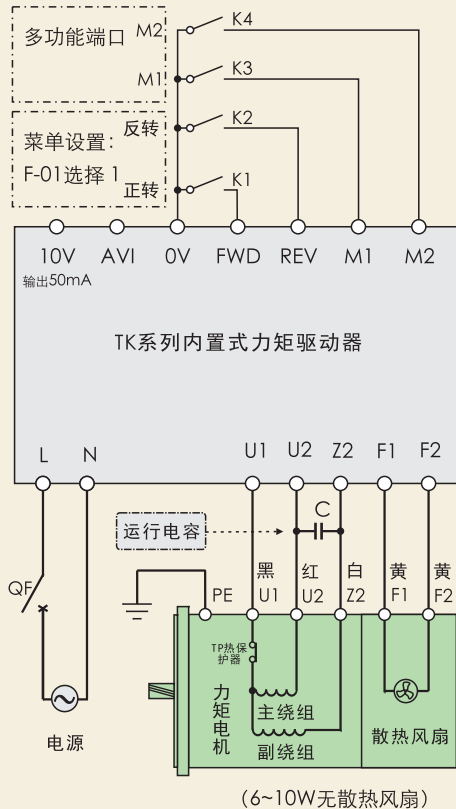 多功能端口
M2
K4
M1
K3
菜单设置:
F-01选择 1
反转
K2
正转
K1
10V AVI 0V FWD REV M1 M2
输出50mA
TK系列内置式力矩驱动器
L N U1 U2 Z2 F1 F2
运行电容
C
黑 红 白 黄 黄
QF
PE U1 U2 Z2 F1 F2
TP热保
护器
力矩电机
主绕组
副绕组
散热风扇
电源
(6~10W无散热风扇)